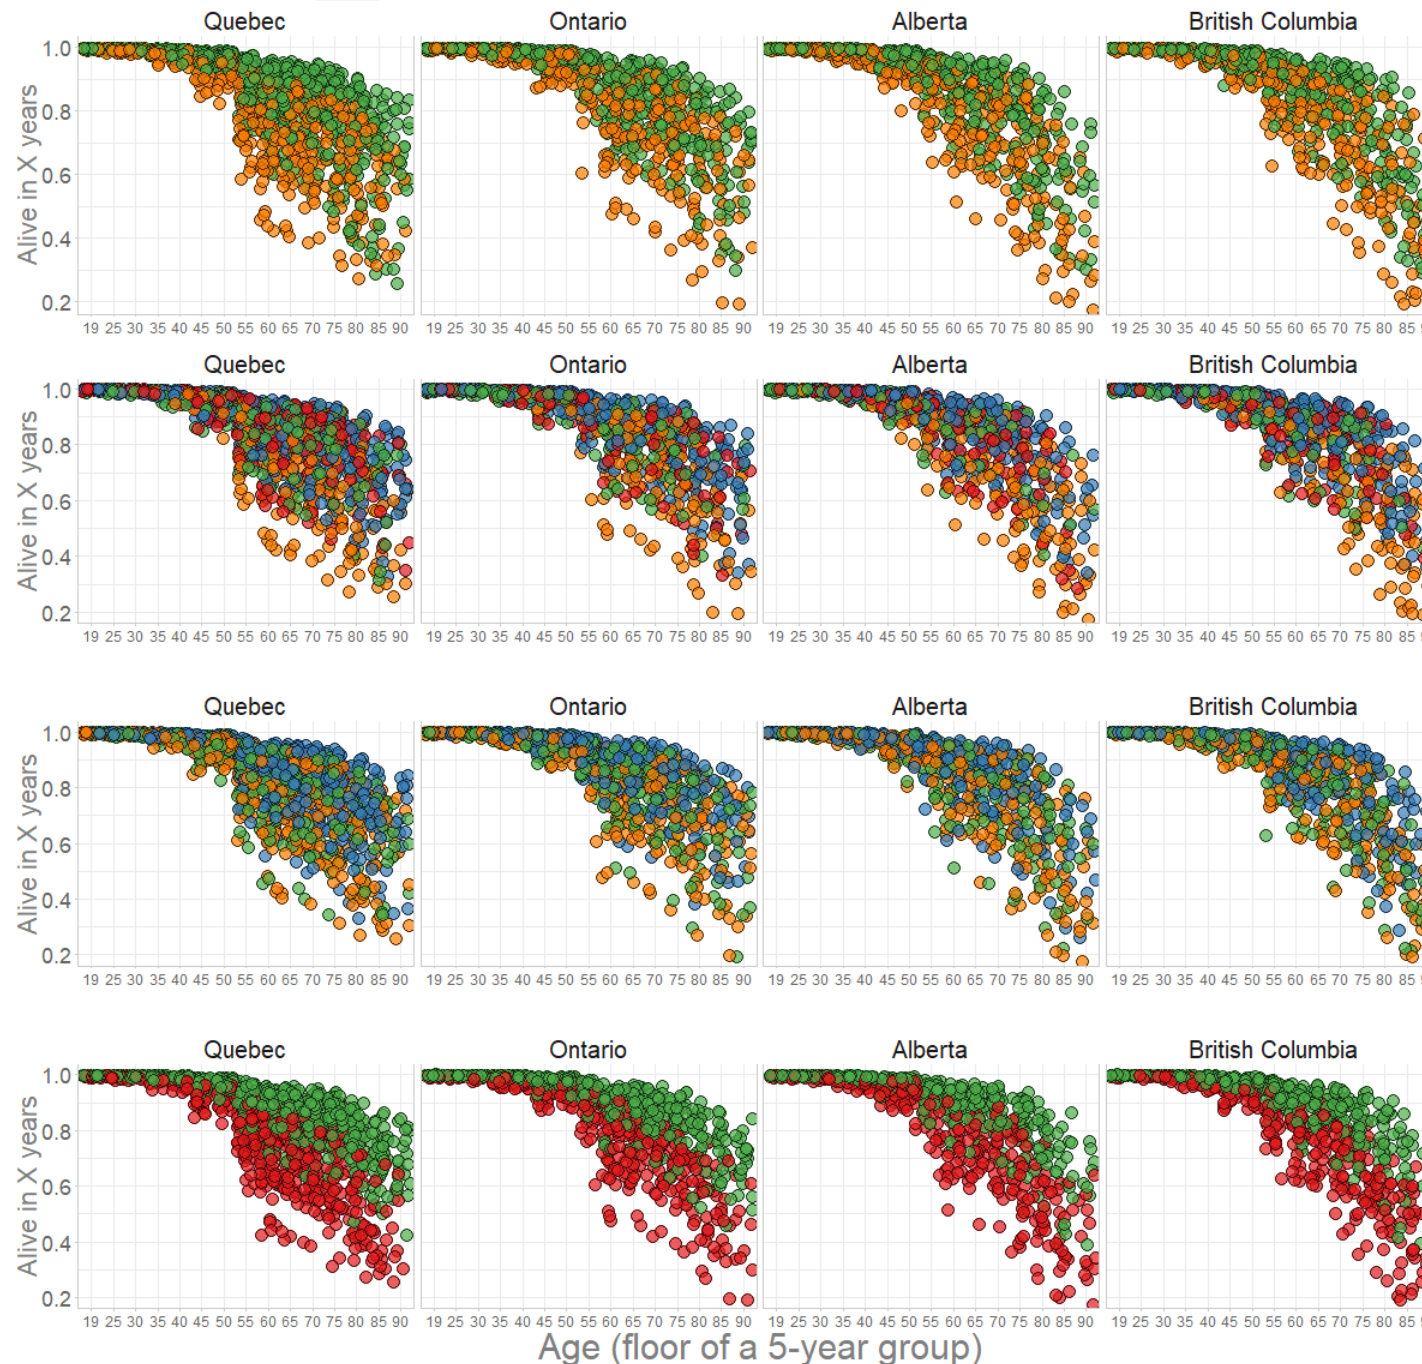 Quebec Ontario Alberta British Columbia
Alive in X years
1.0
0.8
0.6
0.4
0.2
19 25 30 35 40 45 50 55 60 65 70 75 80 85 90 19 25 30 35 40 45 50 55 60 65 70 75 80 85 90 19 25 30 35 40 45 50 55 60 65 70 75 80 85 90 19 25 30 35 40 45 50 55 60 65 70 75 80 85
Quebec Ontario Alberta British Columbia
Alive in X years
1.0
0.8
0.6
0.4
0.2
19 25 30 35 40 45 50 55 60 65 70 75 80 85 90 19 25 30 35 40 45 50 55 60 65 70 75 80 85 90 19 25 30 35 40 45 50 55 60 65 70 75 80 85 90 19 25 30 35 40 45 50 55 60 65 70 75 80 85
Quebec Ontario Alberta British Columbia
Alive in X years
1.0
0.8
0.6
0.4
0.2
19 25 30 35 40 45 50 55 60 65 70 75 80 85 90 19 25 30 35 40 45 50 55 60 65 70 75 80 85 90 19 25 30 35 40 45 50 55 60 65 70 75 80 85 90 19 25 30 35 40 45 50 55 60 65 70 75 80 85
Quebec Ontario Alberta British Columbia
Alive in X years
1.0
0.8
0.6
0.4
0.2
19 25 30 35 40 45 50 55 60 65 70 75 80 85 90 19 25 30 35 40 45 50 55 60 65 70 75 80 85 90 19 25 30 35 40 45 50 55 60 65 70 75 80 85 90 19 25 30 35 40 45 50 55 60 65 70 75 80 85
Age (floor of a 5-year group)